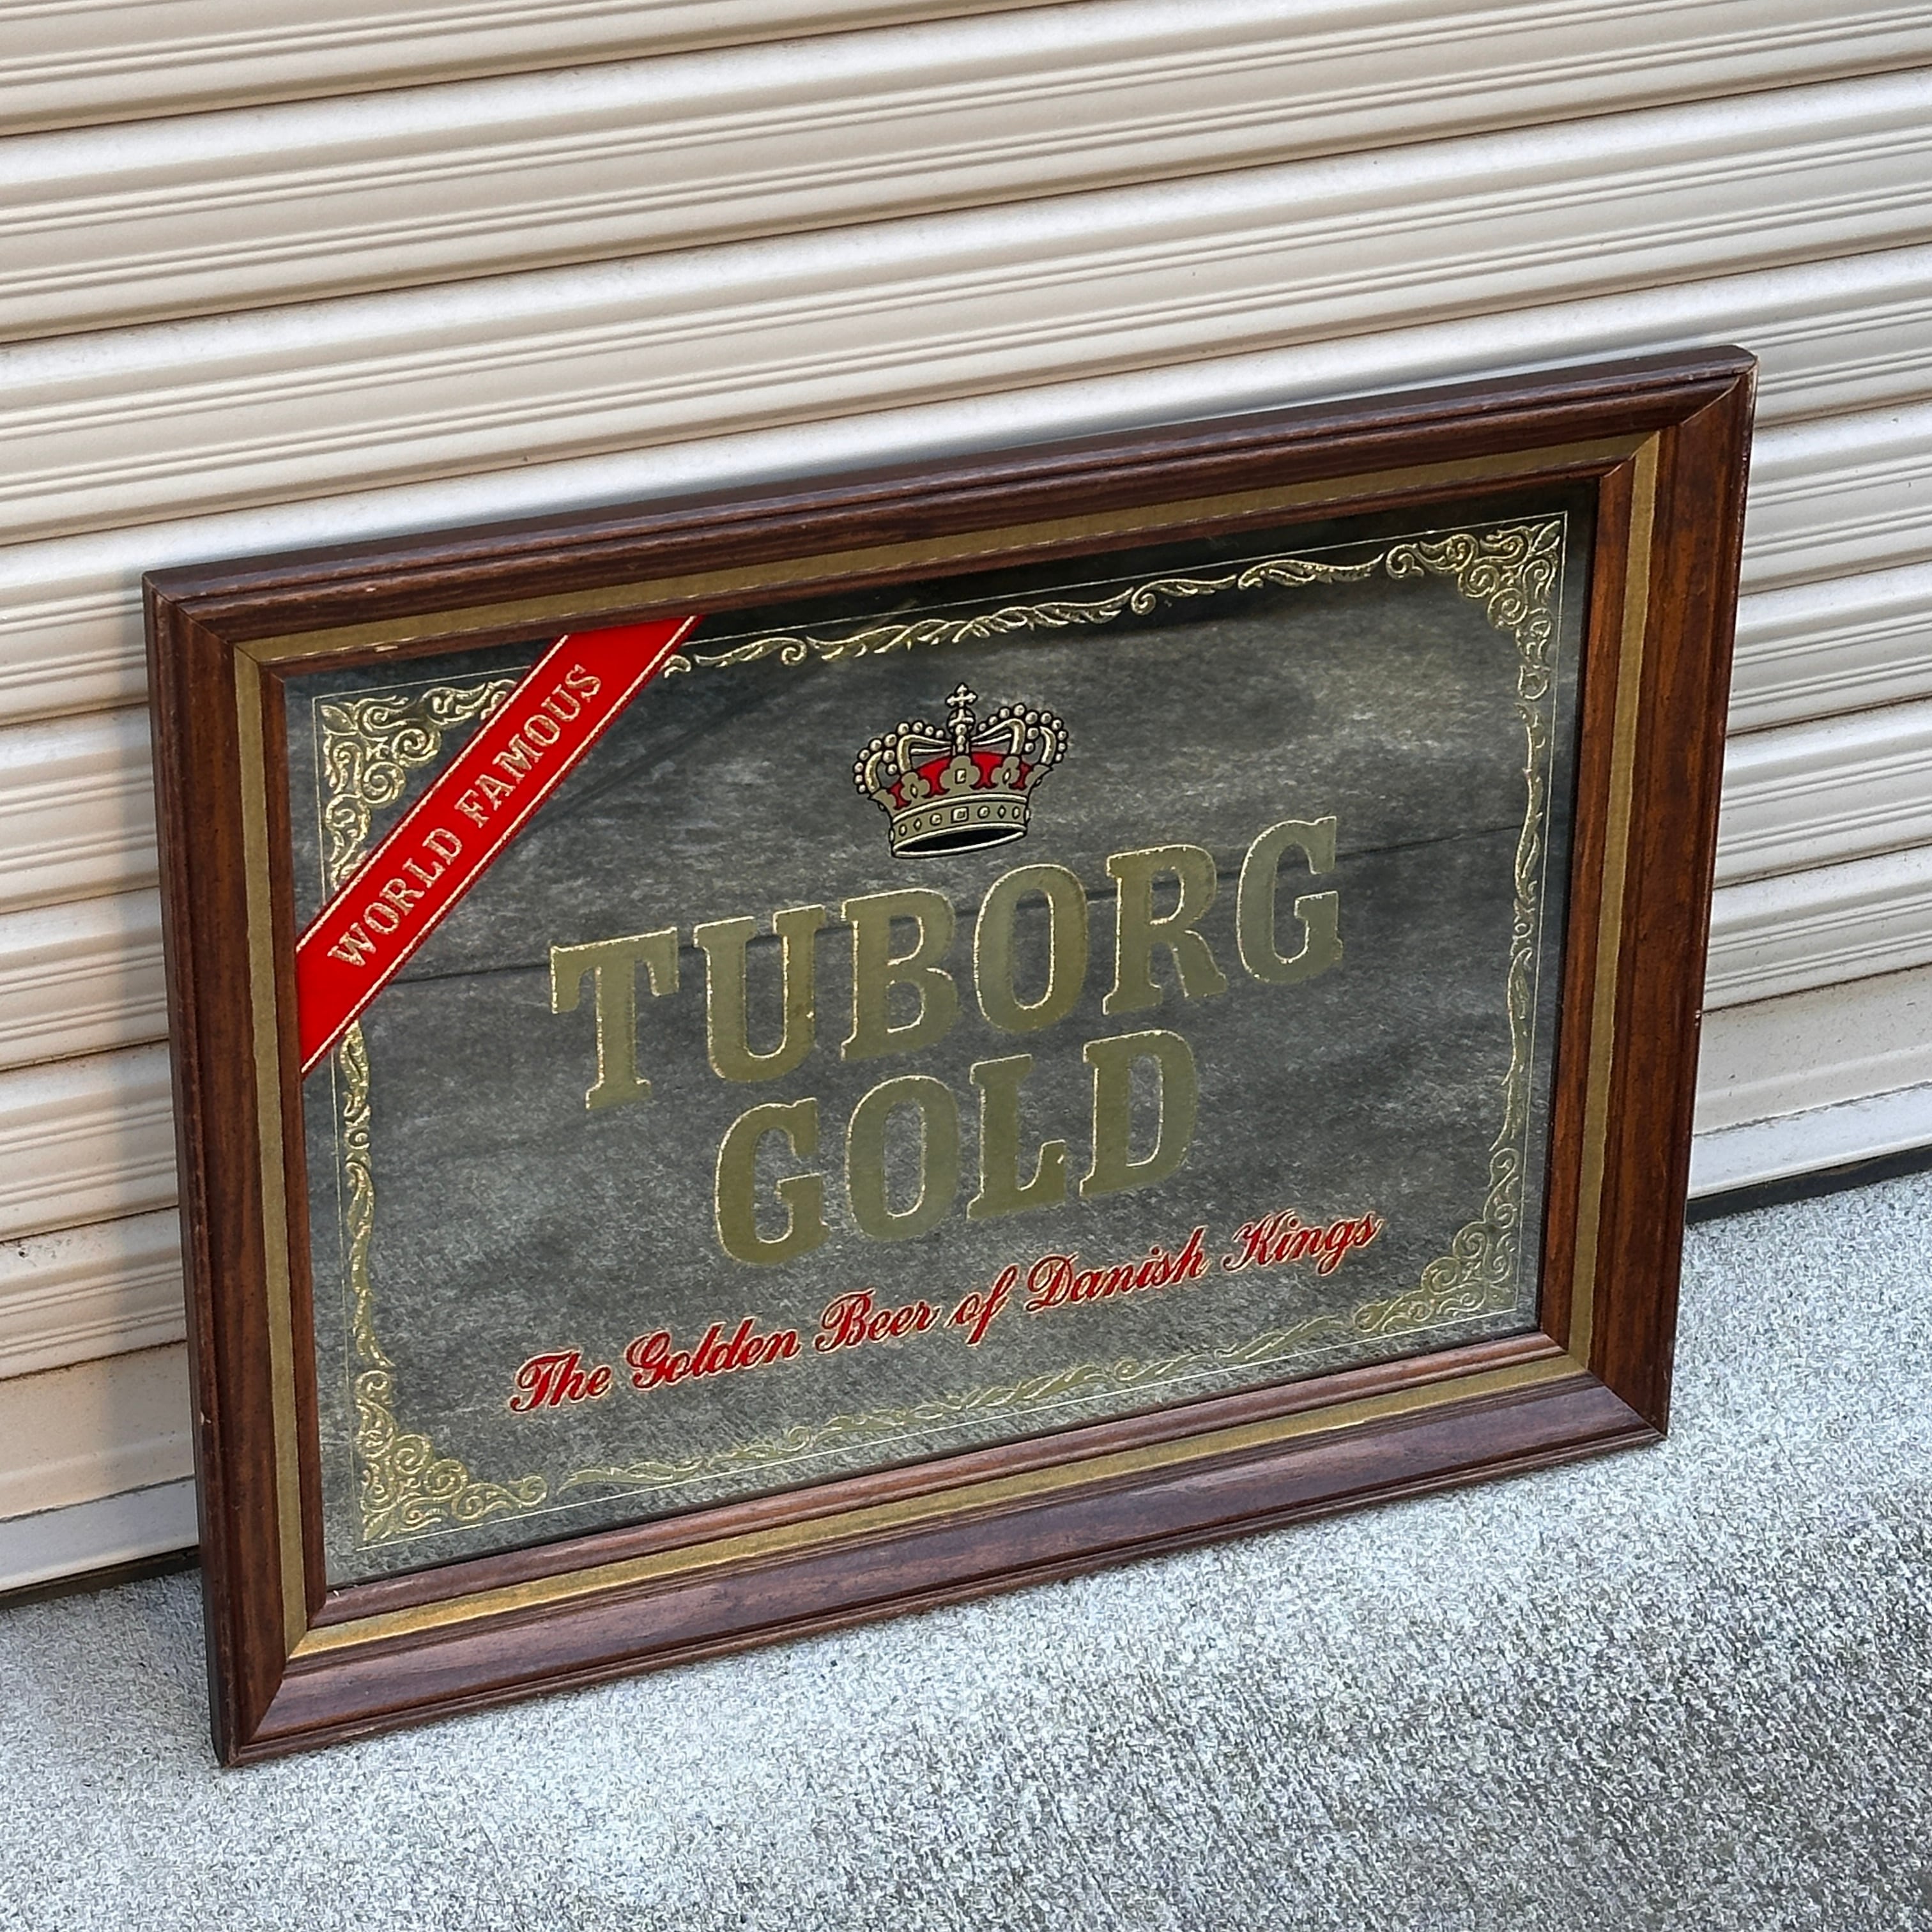 WORLD FAMOUS
TUBORG
GOLD
The Golden Beer of Danish Kings